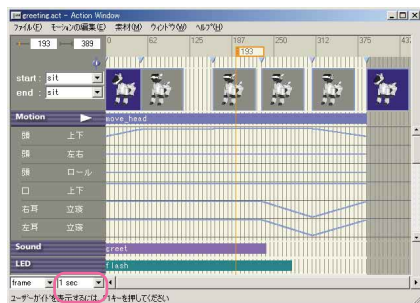 greeting.act - Action Window
ファイル(F) モーションの編集(E) 素材(M) ウィンドウ(W) ヘルプ(H)
193 389 0 62 125 187 250 312 375 437
193
start : sit
end : sit
Motion move_head
頭 上下
頭 左右
頭 ロール
口 上下
右耳 立寝
左耳 立寝
Sound greet
LED flash
frame 1 sec
ユーザーガイドを表示するには、F1キーを押してください